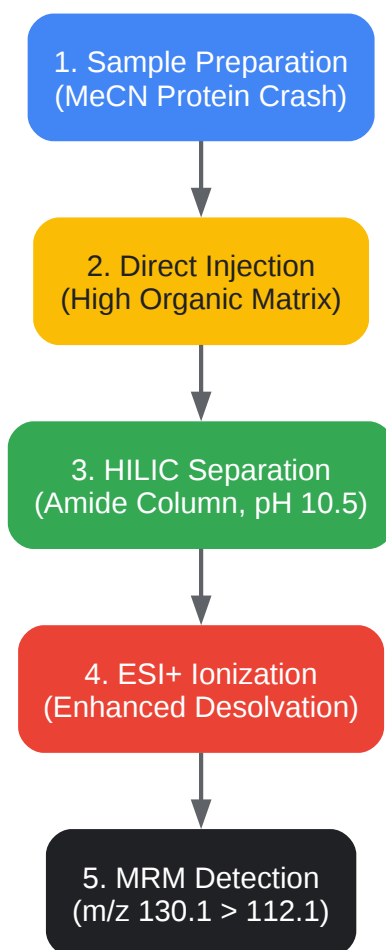 1. Sample Preparation
(MeCN Protein Crash)
2. Direct Injection
(High Organic Matrix)
3. HILIC Separation
(Amide Column, pH 10.5)
4. ESI+ Ionization
(Enhanced Desolvation)
5. MRM Detection
(m/z 130.1 > 112.1)